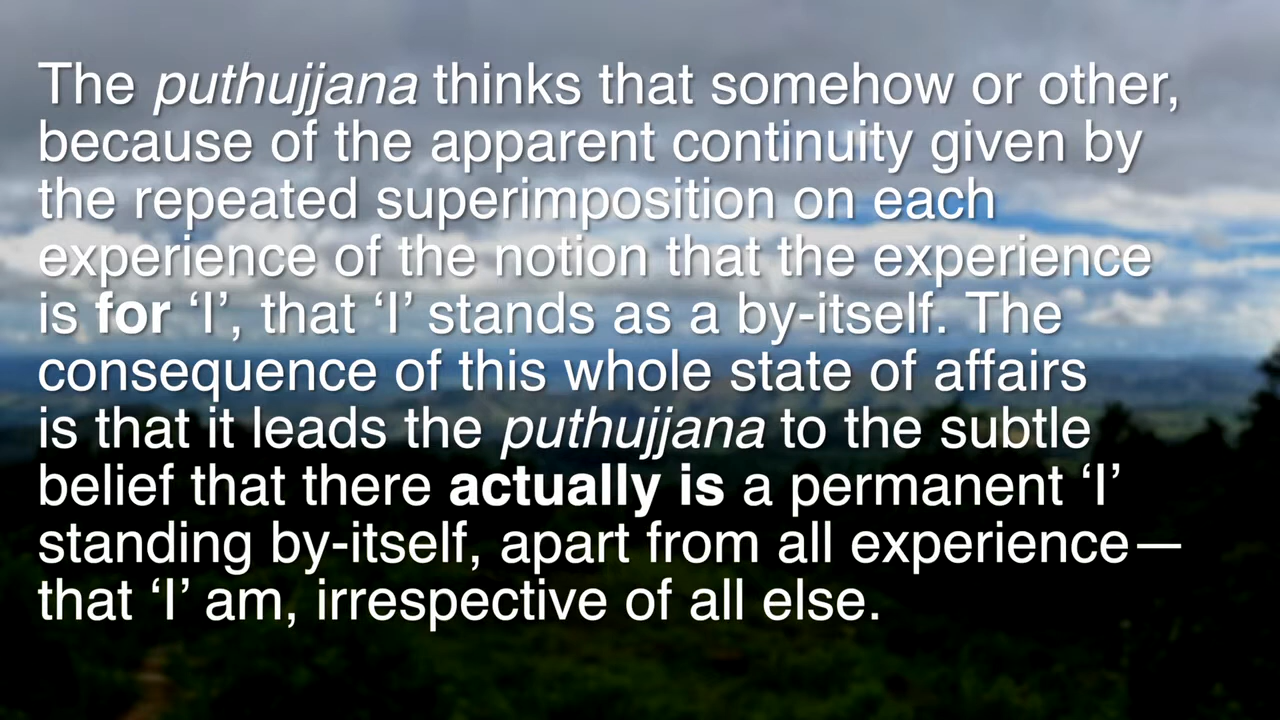 The puthujjana thinks that somehow or other,
because of the apparent continuity given by
the repeated superimposition on each
experience of the notion that the experience
is for ‘I’, that ‘I’ stands as a by-itself. The
consequence of this whole state of affairs
is that it leads the puthujjana to the subtle
belief that there actually is a permanent ‘I’
standing by-itself, apart from all experience—
that ‘I’ am, irrespective of all else.